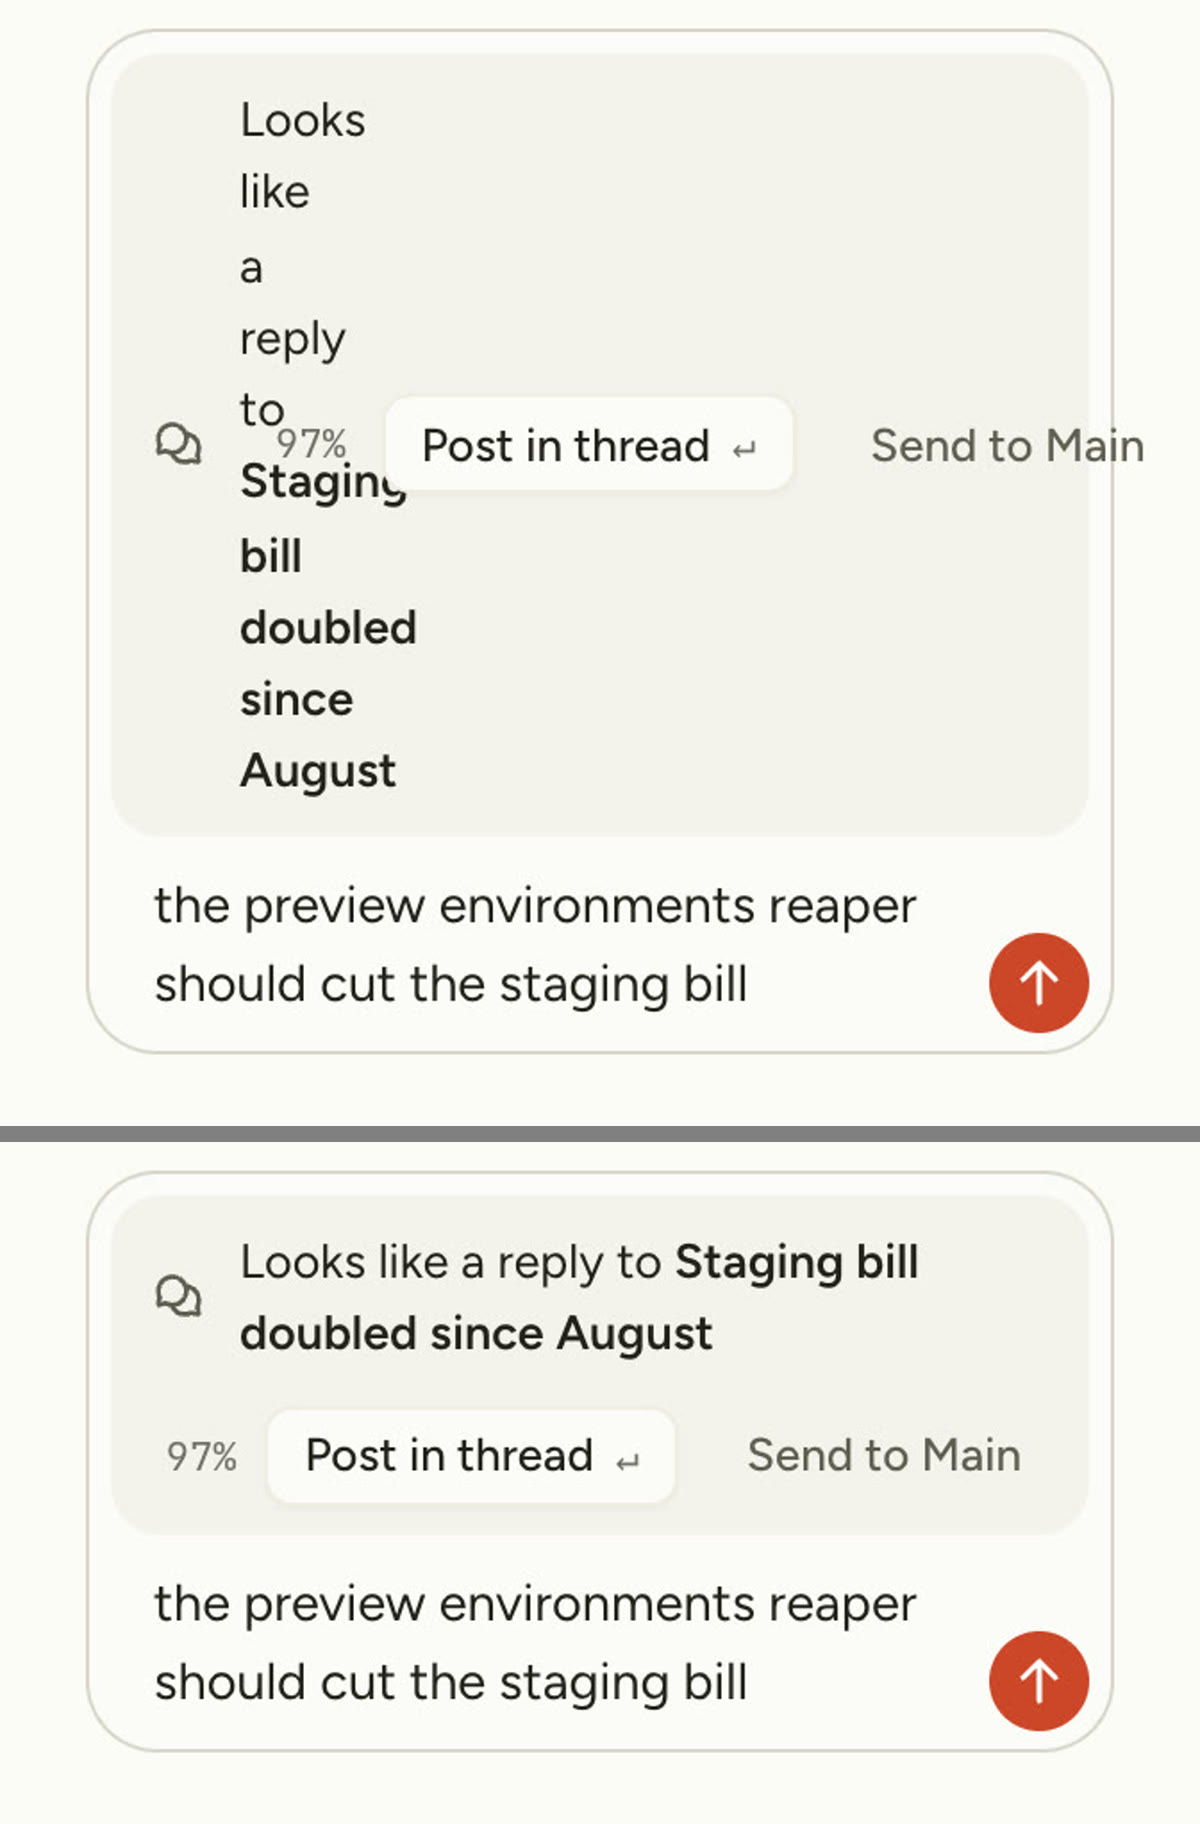 Looks
like
a
reply
to
97% Post in thread ↵ Send to Main
Staging
bill
doubled
since
August
the preview environments reaper
should cut the staging bill
Looks like a reply to Staging bill
doubled since August
97% Post in thread ↵ Send to Main
the preview environments reaper
should cut the staging bill